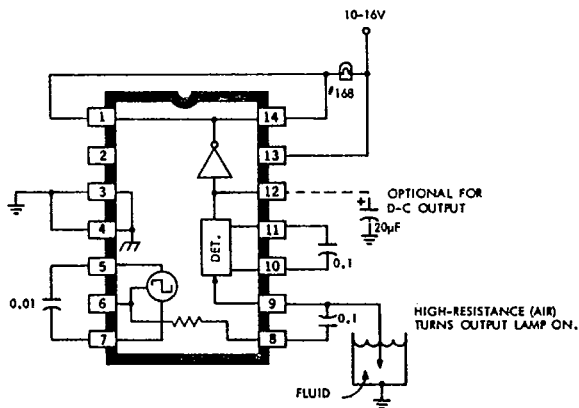 10-16V
#168
1
14
2
13
3
12
OPTIONAL FOR
D-C OUTPUT
+
20μF
4
11
DET.
0.1
5
10
0.01
6
9
HIGH-RESISTANCE (AIR)
TURNS OUTPUT LAMP ON.
0.1
7
8
FLUID